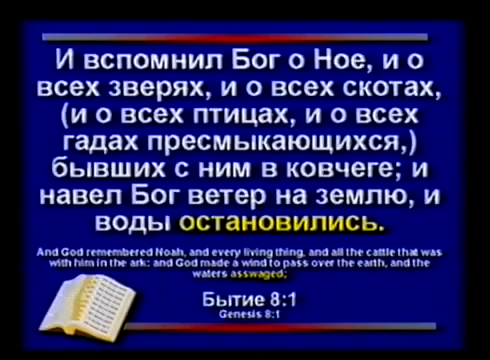 И вспомнил Бог о Ное, и о
всех зверях, и о всех скотах,
(и о всех птицах, и о всех
гадах пресмыкающихся,)
бывших с ним в ковчеге; и
навел Бог ветер на землю, и
воды остановились.
And God remembered Noah, and every living thing, and all the cattle that was
with him in the ark: and God made a wind to pass over the earth, and the
waters asswaged;
Бытие 8:1
Genesis 8:1